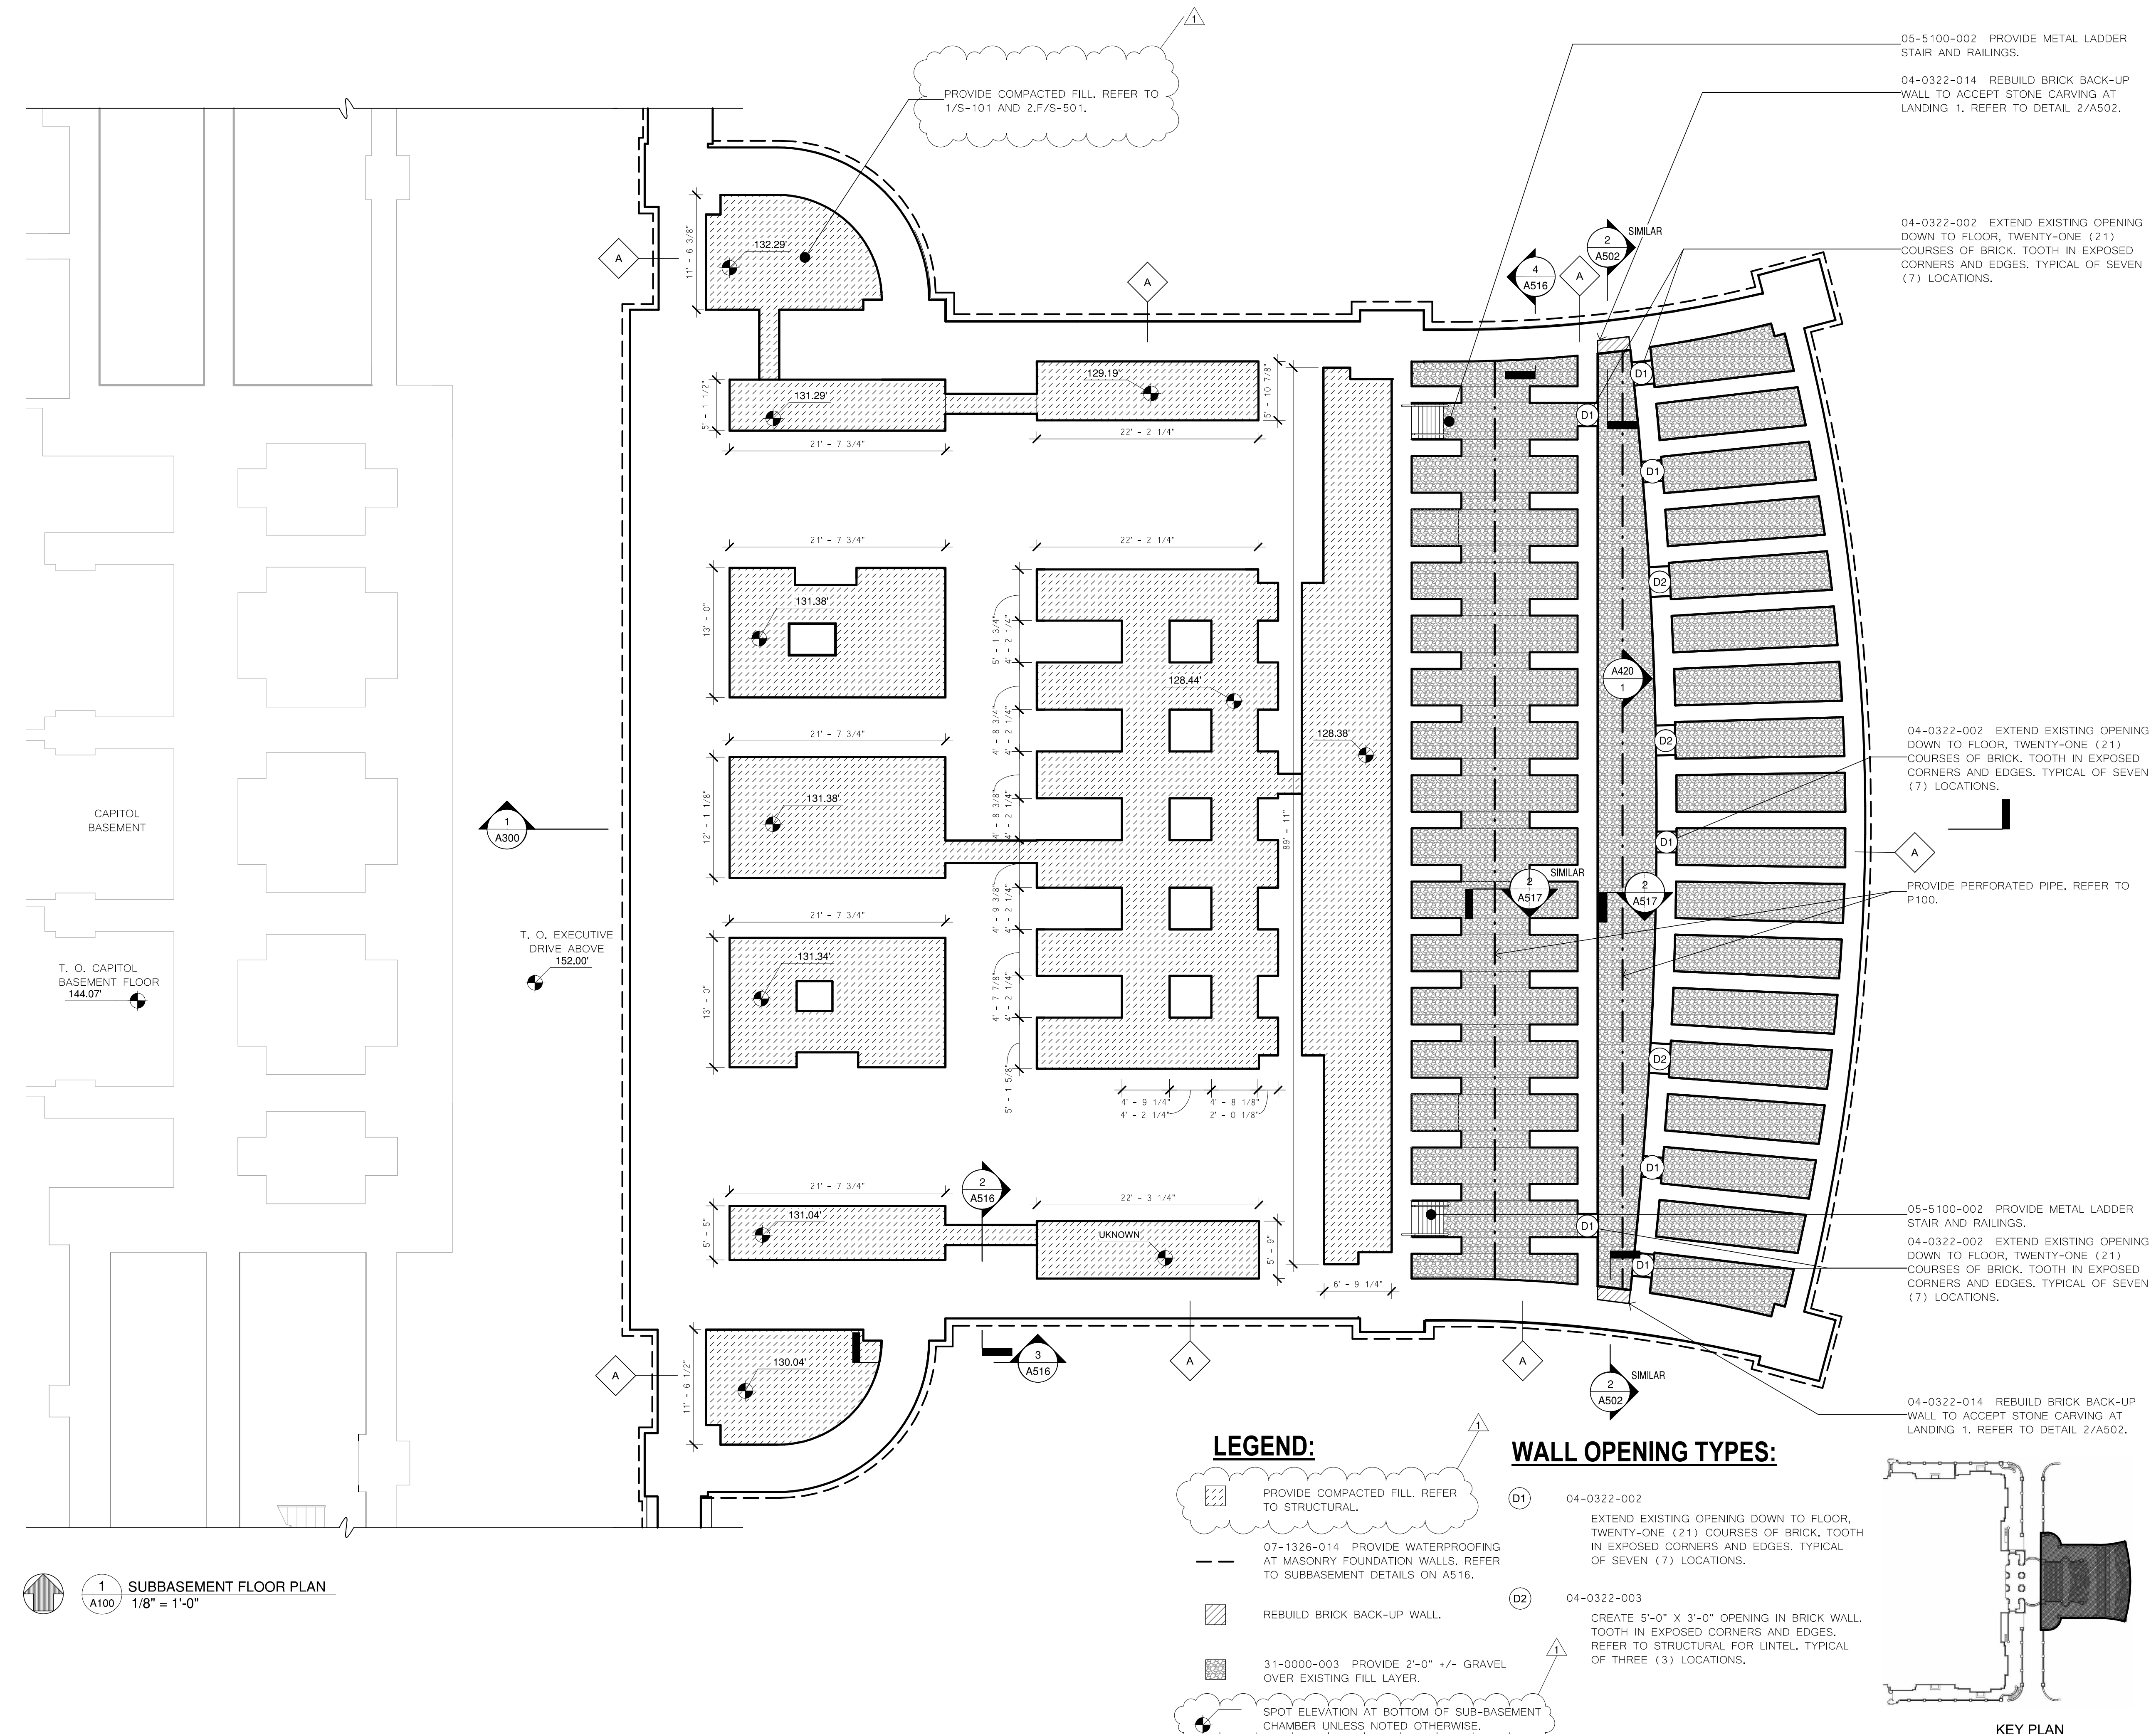 1
PROVIDE COMPACTED FILL. REFER TO
1/S-101 AND 2.F/S-501.
05-5100-002 PROVIDE METAL LADDER
STAIR AND RAILINGS.
04-0322-014 REBUILD BRICK BACK-UP
WALL TO ACCEPT STONE CARVING AT
LANDING 1. REFER TO DETAIL 2/A502.
04-0322-002 EXTEND EXISTING OPENING
DOWN TO FLOOR, TWENTY-ONE (21)
COURSES OF BRICK. TOOTH IN EXPOSED
CORNERS AND EDGES. TYPICAL OF SEVEN
(7) LOCATIONS.
2
A502
SIMILAR
4
A516
A
A
A
132.29'
11' - 6 3/8"
131.29'
5' - 1 1/2"
21' - 7 3/4"
129.19'
5' - 10 7/8"
22' - 2 1/4"
D1
D1
D1
D2
D2
D1
D2
D1
D1
D1
21' - 7 3/4"
22' - 2 1/4"
13' - 0"
131.38'
5' - 1 3/4"
4' - 2 1/4"
4' - 8 3/4"
4' - 2 1/4"
4' - 8 3/8"
4' - 2 1/4"
4' - 9 3/8"
4' - 2 1/4"
4' - 7 7/8"
4' - 2 1/4"
5' - 1 5/8"
128.44'
128.38'
89' - 11"
A420
1
21' - 7 3/4"
12' - 1 1/8"
131.38'
1
A300
CAPITOL
BASEMENT
T. O. CAPITOL
BASEMENT FLOOR
144.07'
T. O. EXECUTIVE
DRIVE ABOVE
152.00'
21' - 7 3/4"
13' - 0"
131.34'
4' - 9 1/4"
4' - 2 1/4"
4' - 8 1/8"
2' - 0 1/8"
2
A517
SIMILAR
2
A517
04-0322-002 EXTEND EXISTING OPENING
DOWN TO FLOOR, TWENTY-ONE (21)
COURSES OF BRICK. TOOTH IN EXPOSED
CORNERS AND EDGES. TYPICAL OF SEVEN
(7) LOCATIONS.
A
PROVIDE PERFORATED PIPE. REFER TO
P100.
21' - 7 3/4"
5' - 5"
131.04'
2
A516
22' - 3 1/4"
UKNOWN
5' - 9"
6' - 9 1/4"
05-5100-002 PROVIDE METAL LADDER
STAIR AND RAILINGS.
04-0322-002 EXTEND EXISTING OPENING
DOWN TO FLOOR, TWENTY-ONE (21)
COURSES OF BRICK. TOOTH IN EXPOSED
CORNERS AND EDGES. TYPICAL OF SEVEN
(7) LOCATIONS.
A
11' - 6 1/2"
130.04'
3
A516
A
A
2
A502
SIMILAR
04-0322-014 REBUILD BRICK BACK-UP
WALL TO ACCEPT STONE CARVING AT
LANDING 1. REFER TO DETAIL 2/A502.
LEGEND:
1
PROVIDE COMPACTED FILL. REFER
TO STRUCTURAL.
07-1326-014 PROVIDE WATERPROOFING
AT MASONRY FOUNDATION WALLS. REFER
TO SUBBASEMENT DETAILS ON A516.
REBUILD BRICK BACK-UP WALL.
31-0000-003 PROVIDE 2'-0" +/- GRAVEL
OVER EXISTING FILL LAYER.
1
SPOT ELEVATION AT BOTTOM OF SUB-BASEMENT
CHAMBER UNLESS NOTED OTHERWISE.
WALL OPENING TYPES:
D1
04-0322-002
EXTEND EXISTING OPENING DOWN TO FLOOR,
TWENTY-ONE (21) COURSES OF BRICK. TOOTH
IN EXPOSED CORNERS AND EDGES. TYPICAL
OF SEVEN (7) LOCATIONS.
D2
04-0322-003
CREATE 5'-0" X 3'-0" OPENING IN BRICK WALL.
TOOTH IN EXPOSED CORNERS AND EDGES.
REFER TO STRUCTURAL FOR LINTEL. TYPICAL
OF THREE (3) LOCATIONS.
KEY PLAN
1
A100
SUBBASEMENT FLOOR PLAN
1/8" = 1'-0"